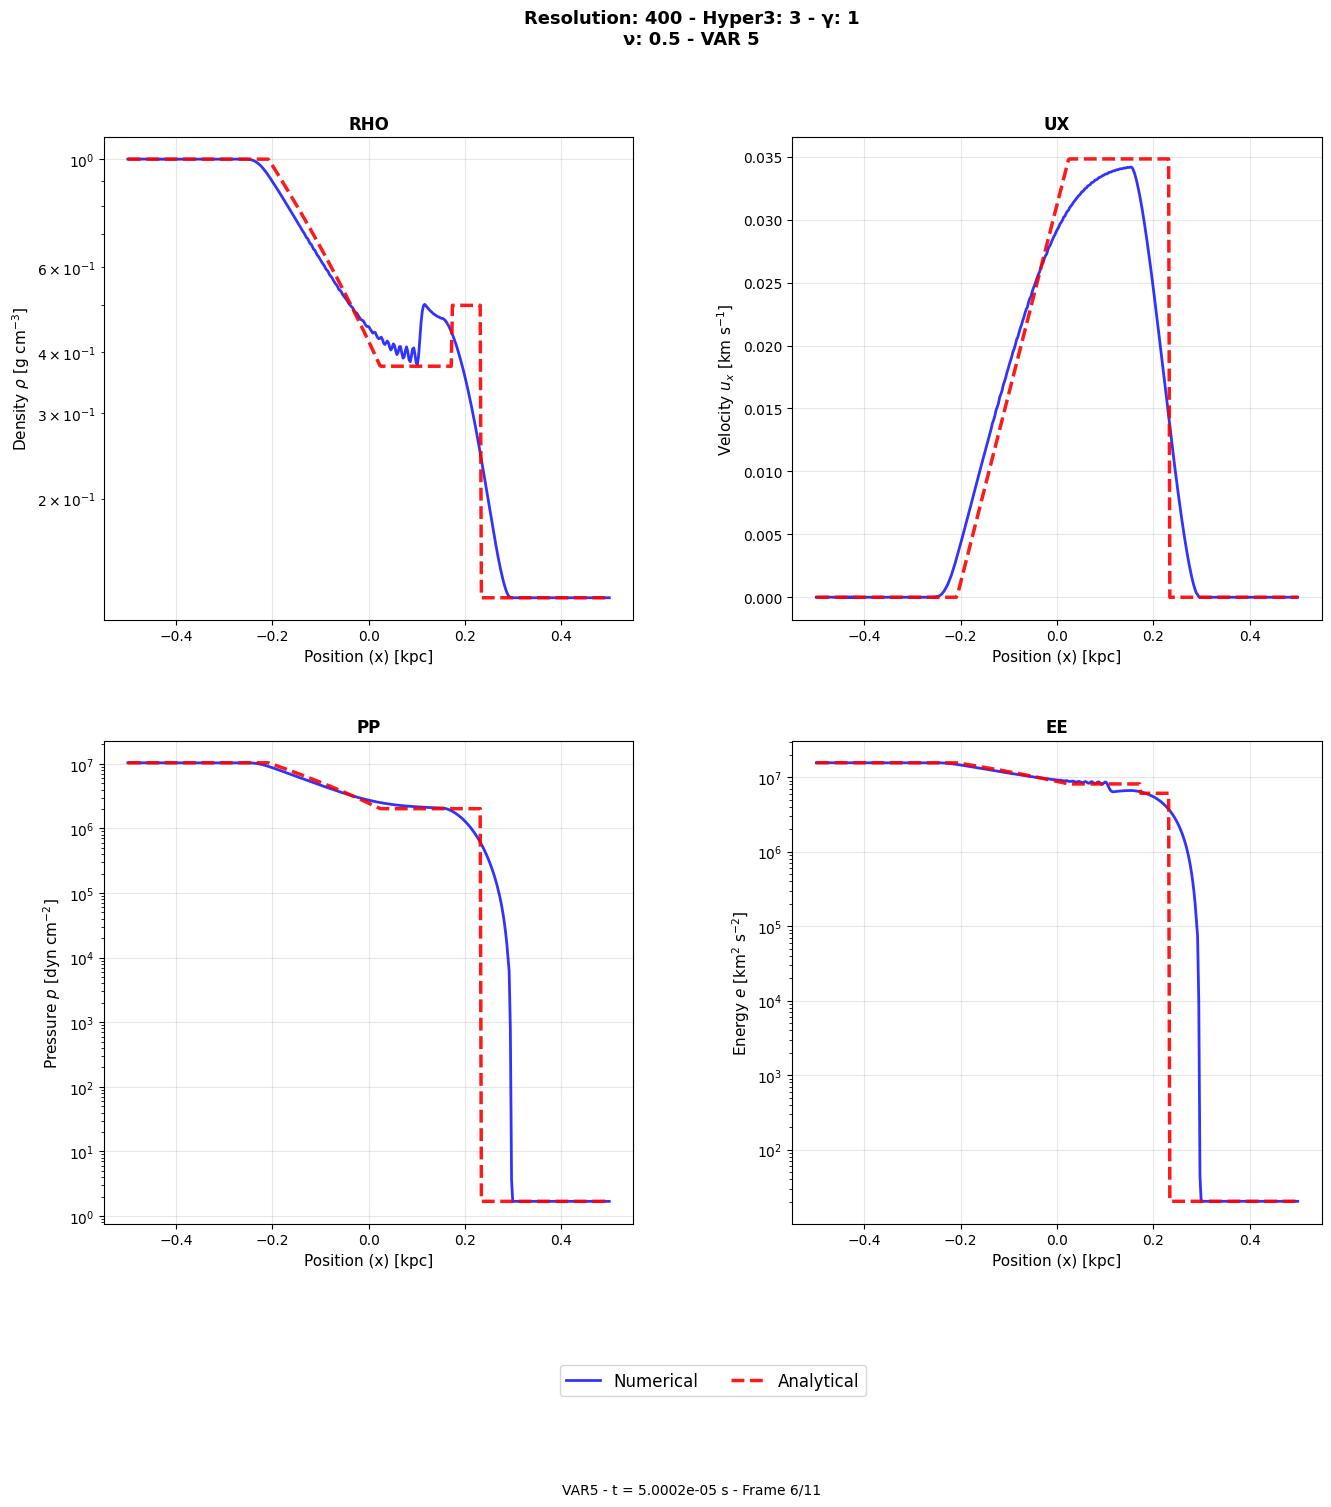 Resolution: 400 - Hyper3: 3 - γ: 1
ν: 0.5 - VAR 5
RHO
10⁰
6 × 10⁻¹
4 × 10⁻¹
3 × 10⁻¹
2 × 10⁻¹
Density ρ [g cm⁻³]
−0.4 −0.2 0.0 0.2 0.4
Position (x) [kpc]
UX
0.035
0.030
0.025
0.020
0.015
0.010
0.005
0.000
Velocity uₓ [km s⁻¹]
−0.4 −0.2 0.0 0.2 0.4
Position (x) [kpc]
PP
10⁷
10⁶
10⁵
10⁴
10³
10²
10¹
10⁰
Pressure p [dyn cm⁻²]
−0.4 −0.2 0.0 0.2 0.4
Position (x) [kpc]
EE
10⁷
10⁶
10⁵
10⁴
10³
10²
Energy e [km² s⁻²]
−0.4 −0.2 0.0 0.2 0.4
Position (x) [kpc]
Numerical Analytical
VAR5 - t = 5.0002e-05 s - Frame 6/11